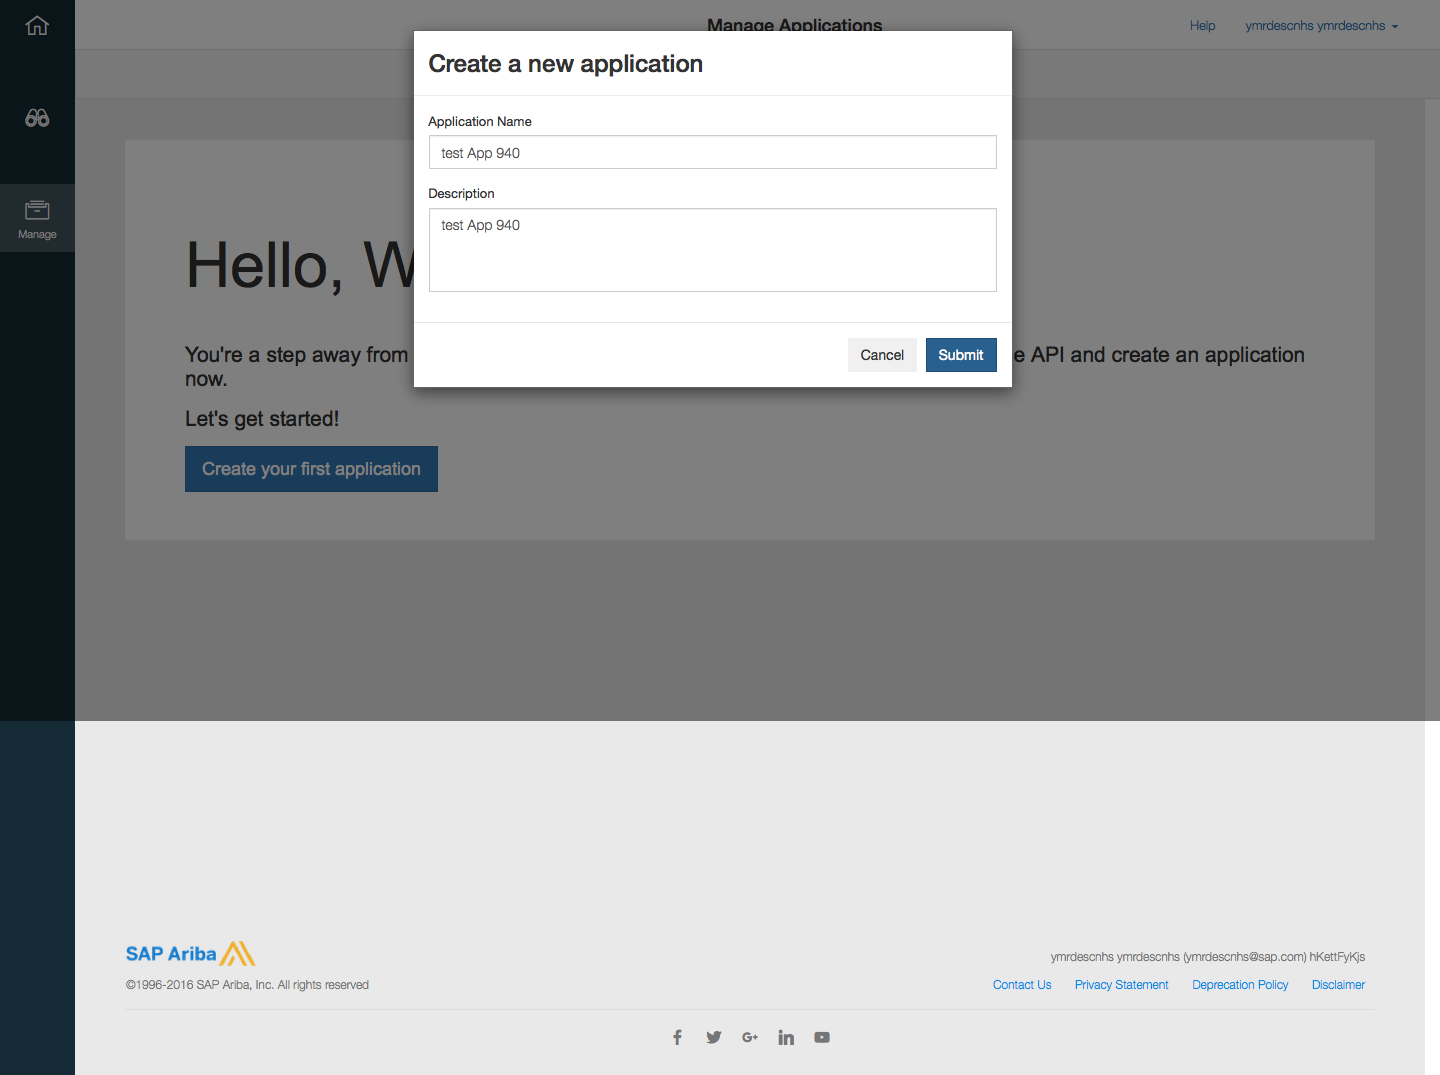 Manage Applications
Help
ymrdescnhs ymrdescnhs
Create a new application
Application Name
test App 940
Description
test App 940
Cancel
Submit
Manage
Hello, W
You're a step away from
e API and create an application
now.
Let's get started!
Create your first application
SAP Ariba
ymrdescnhs ymrdescnhs (ymrdescnhs@sap.com) hKettFyKjs
©1996-2016 SAP Ariba, Inc. All rights reserved
Contact Us
Privacy Statement
Deprecation Policy
Disclaimer